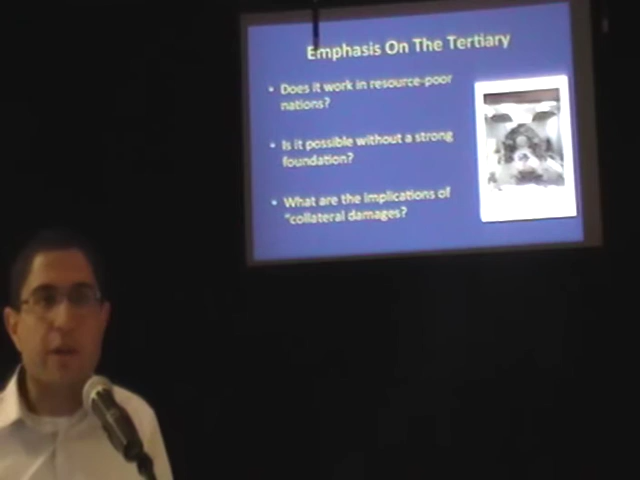 Emphasis On The Tertiary
• Does it work in resource-poor
nations?
• Is it possible without a strong
foundation?
• What are the implications of
"collateral damages?